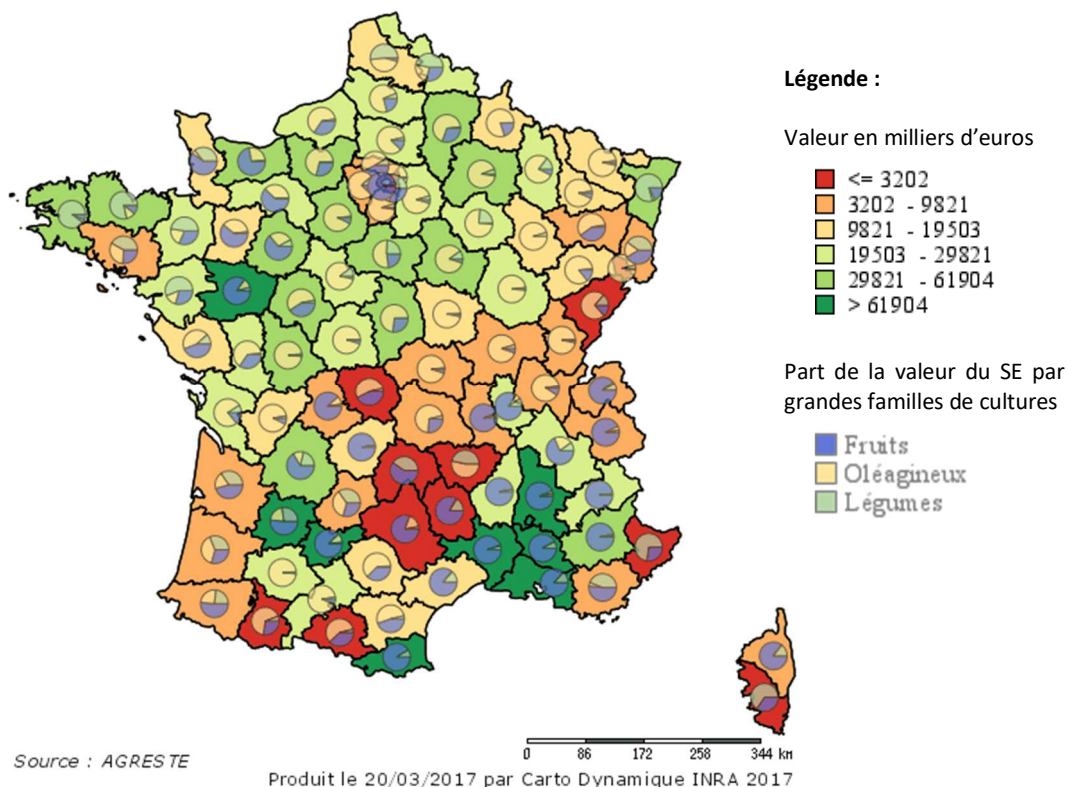 Légende :
Valeur en milliers d’euros
<= 3202
3202 - 9821
9821 - 19503
19503 - 29821
29821 - 61904
> 61904
Part de la valeur du SE par
grandes familles de cultures
Fruits
Oléagineux
Légumes
0 86 172 258 344 km
Source : AGRESTE
Produit le 20/03/2017 par Carto Dynamique INRA 2017